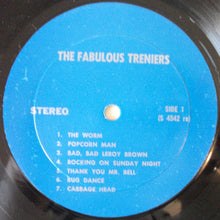 THE FABULOUS TRENIERS
STEREO
SIDE 1
(S 4542 re)
1. THE WORM
2. POPCORN MAN
3. BAD, BAD LEROY BROWN
4. ROCKING ON SUNDAY NIGHT
5. THANK YOU MR. BELL
6. RUG DANCE
7. CABBAGE HEAD